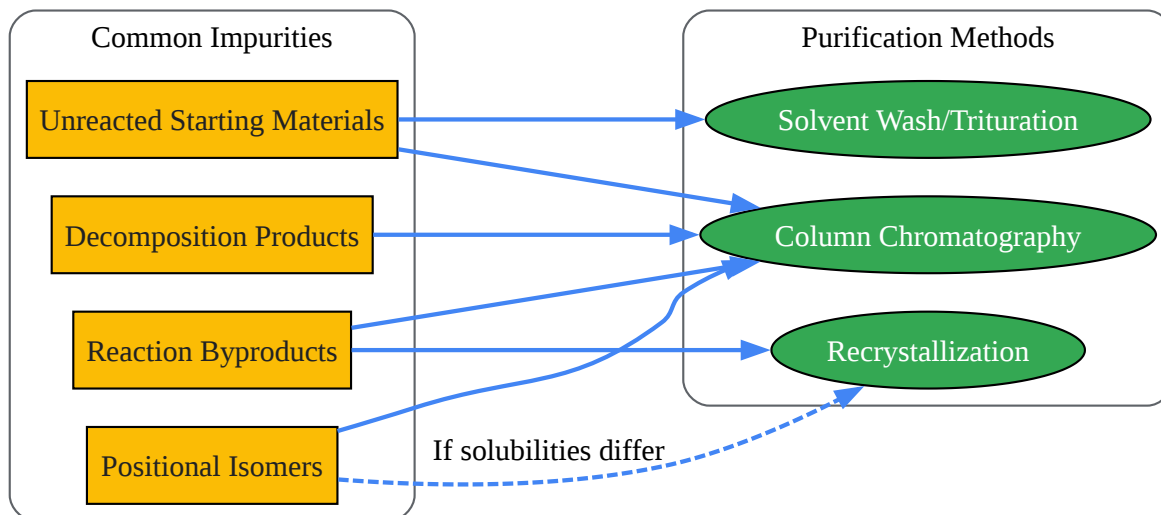 Common Impurities
Purification Methods
Unreacted Starting Materials
Solvent Wash/Trituration
Decomposition Products
Column Chromatography
Reaction Byproducts
Recrystallization
If solubilities differ
Positional Isomers